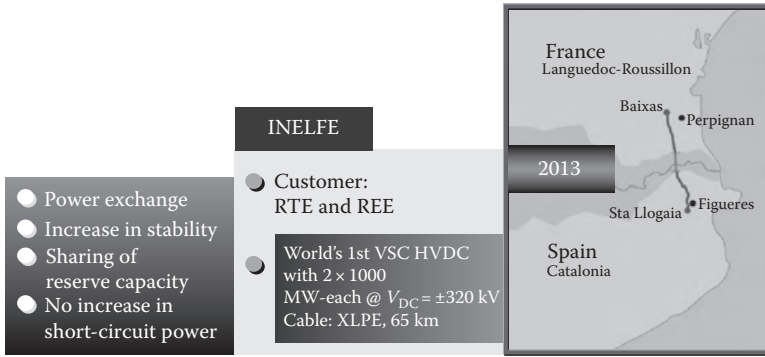 Power exchange
Increase in stability
Sharing of
reserve capacity
No increase in
short-circuit power
INELFE
Customer:
RTE and REE
World's 1st VSC HVDC
with 2 × 1000
MW-each @ V_DC = ±320 kV
Cable: XLPE, 65 km
France
Languedoc-Roussillon
Baixas
Perpignan
2013
Sta Llogaia
Figueres
Spain
Catalonia